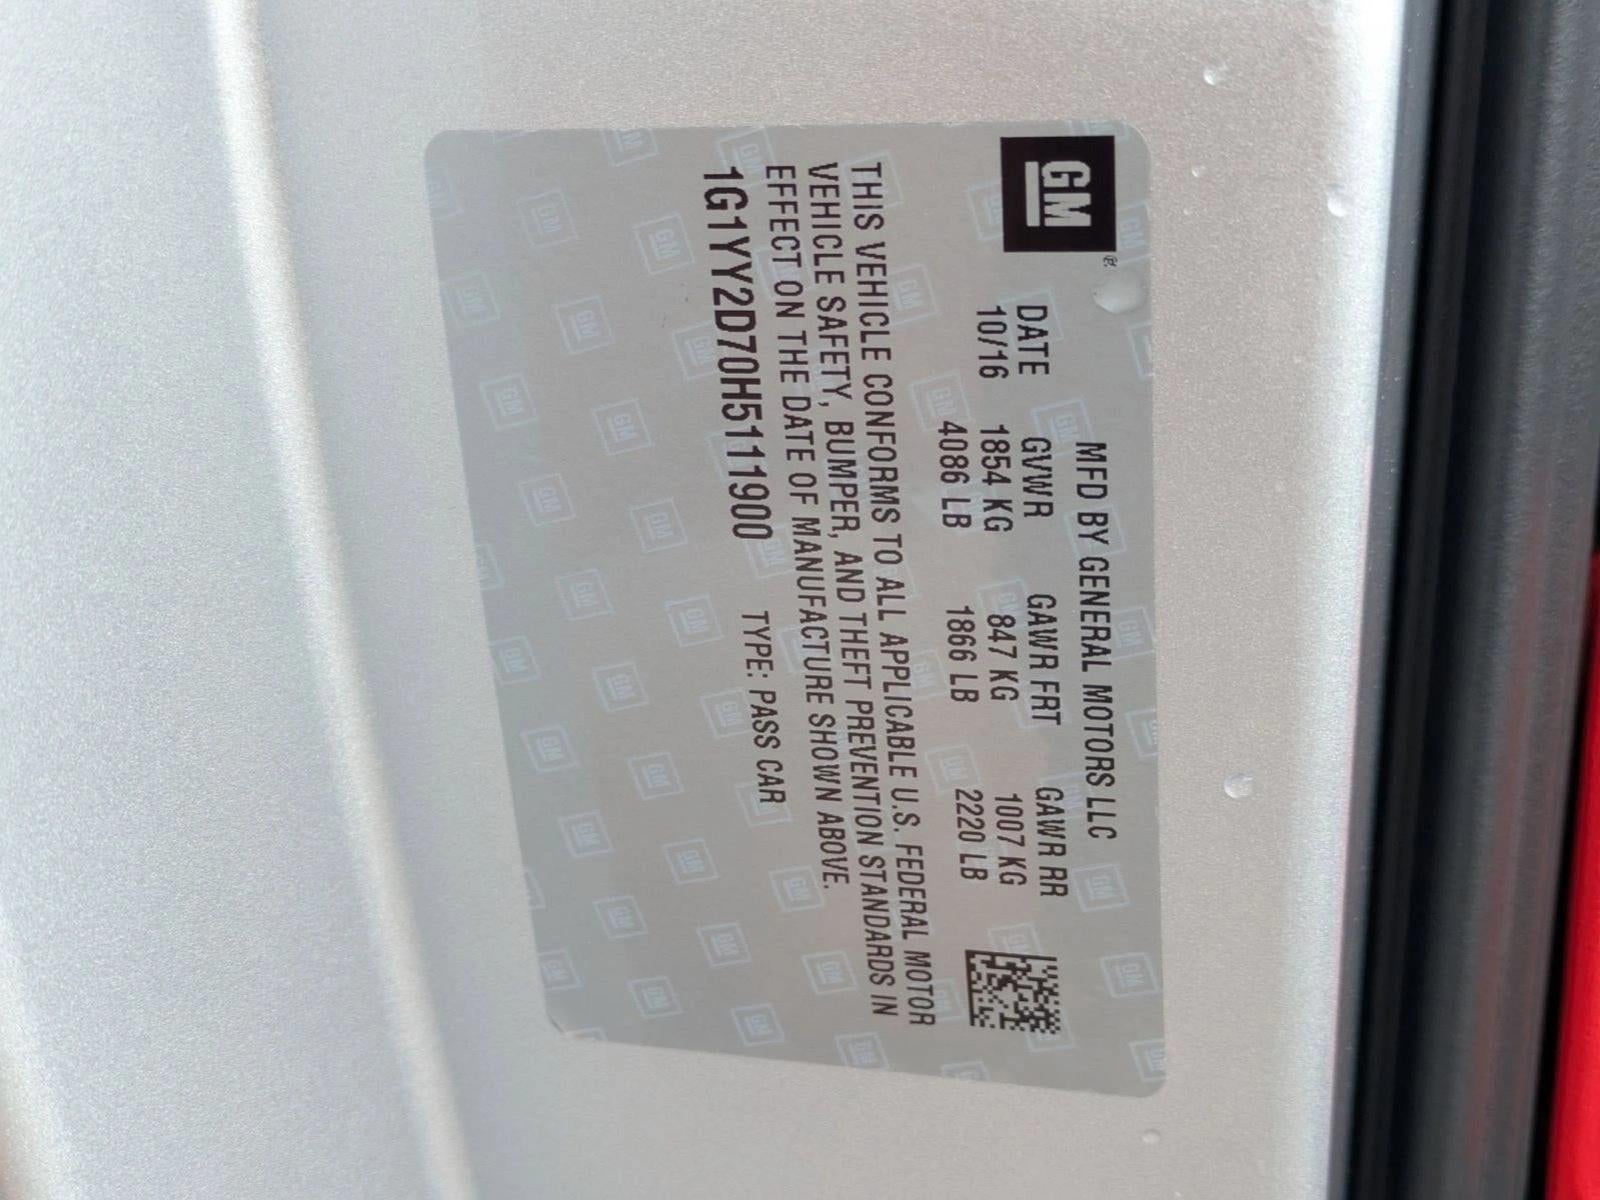 GM®
MFD BY GENERAL MOTORS LLC
DATE GVWR GAWR FRT GAWR RR
10/16 1854 KG 847 KG 1007 KG
4086 LB 1866 LB 2220 LB
THIS VEHICLE CONFORMS TO ALL APPLICABLE U.S. FEDERAL MOTOR
VEHICLE SAFETY, BUMPER, AND THEFT PREVENTION STANDARDS IN
EFFECT ON THE DATE OF MANUFACTURE SHOWN ABOVE.
1G1YY2D70H5111900 TYPE: PASS CAR